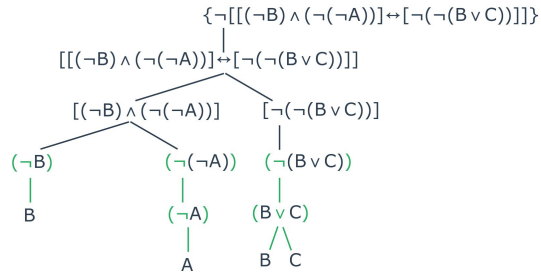 {¬[[(¬B)∧(¬(¬A))]↔[¬(¬(B∨C))]]}
[[(¬B)∧(¬(¬A))]↔[¬(¬(B∨C))]]
[(¬B)∧(¬(¬A))] [¬(¬(B∨C))]
(¬B) (¬(¬A)) (¬(B∨C))
B (¬A) (B∨C)
A B C